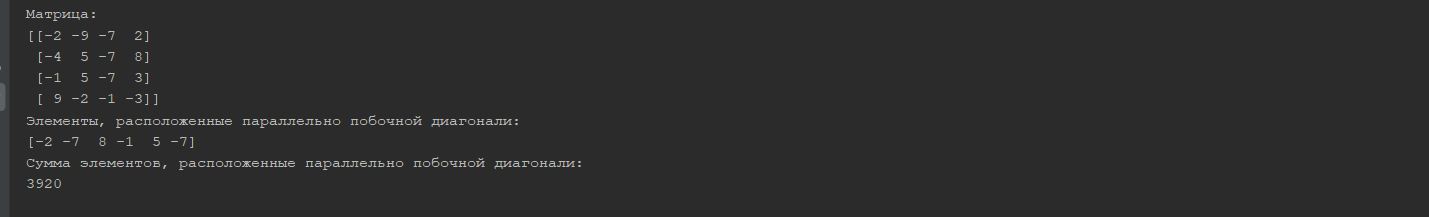 Матрица:
[[-2 -9 -7  2]
 [-4  5 -7  8]
 [-1  5 -7  3]
 [ 9 -2 -1 -3]]
Элементы, расположенные параллельно побочной диагонали:
[-2 -7  8 -1  5 -7]
Сумма элементов, расположенные параллельно побочной диагонали:
3920